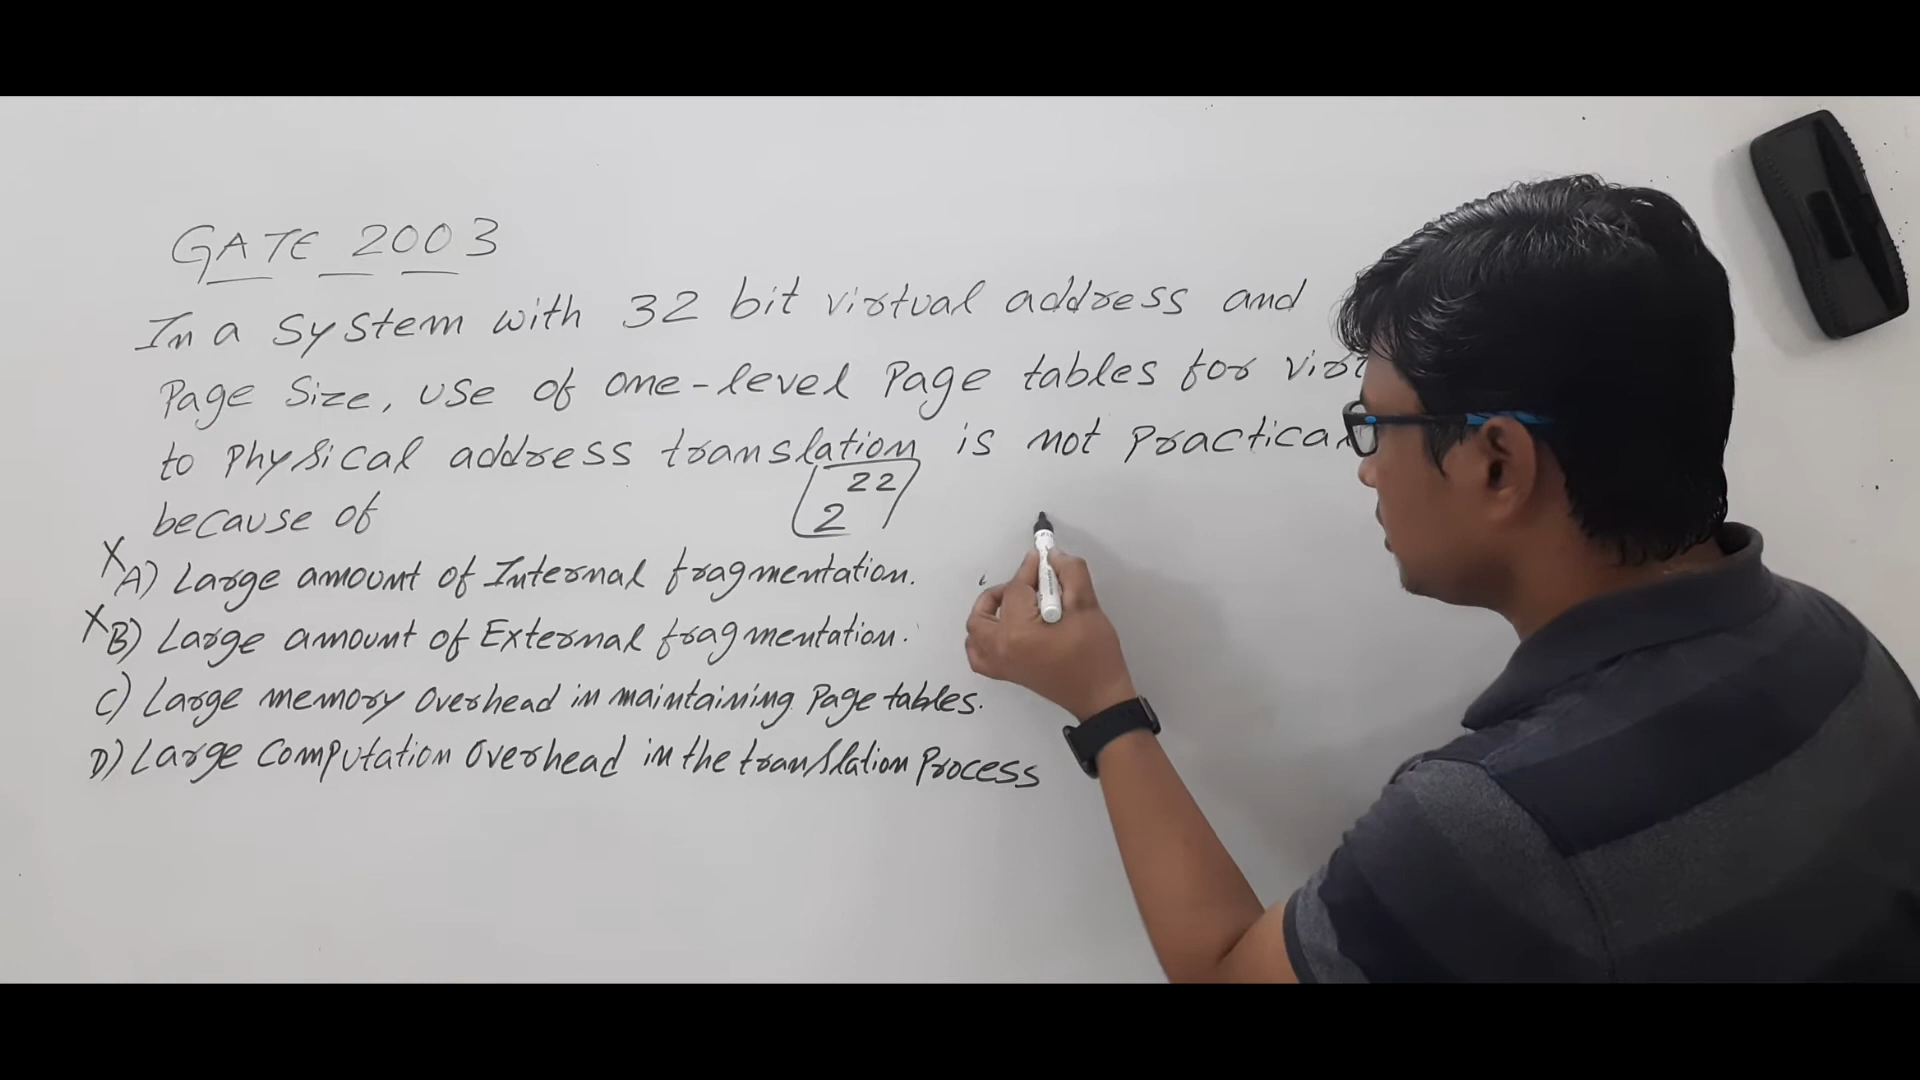 GATE 2003
In a system with 32 bit virtual address and
Page Size, use of one-level Page tables for
to Physical address translation is not Practical
because of
2^22
X A) Large amount of Internal fragmentation.
X B) Large amount of External fragmentation.
C) Large memory Overhead in maintaining Page tables.
D) Large Computation Overhead in the translation Process